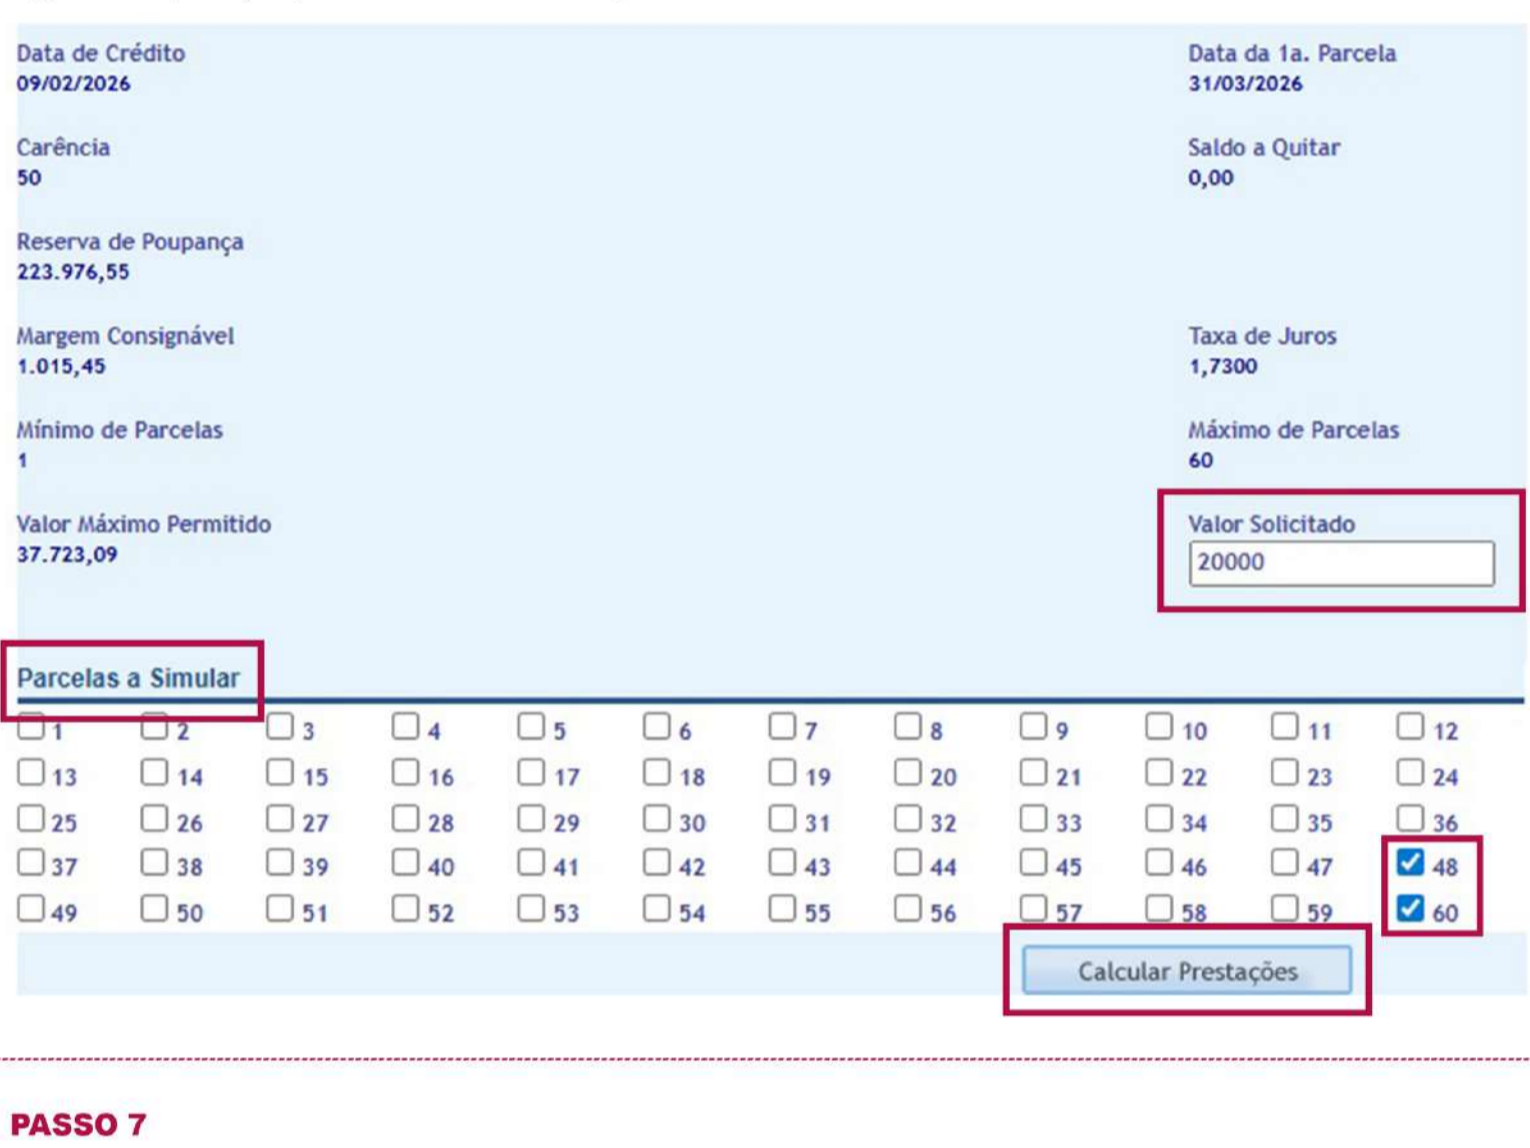 Data de Crédito
09/02/2026
Data da 1a. Parcela
31/03/2026
Carência
50
Saldo a Quitar
0,00
Reserva de Poupança
223.976,55
Margem Consignável
1.015,45
Taxa de Juros
1,7300
Mínimo de Parcelas
1
Máximo de Parcelas
60
Valor Máximo Permitido
37.723,09
Valor Solicitado
20000
Parcelas a Simular
1 2 3 4 5 6 7 8 9 10 11 12
13 14 15 16 17 18 19 20 21 22 23 24
25 26 27 28 29 30 31 32 33 34 35 36
37 38 39 40 41 42 43 44 45 46 47 48
49 50 51 52 53 54 55 56 57 58 59 60
Calcular Prestações
PASSO 7